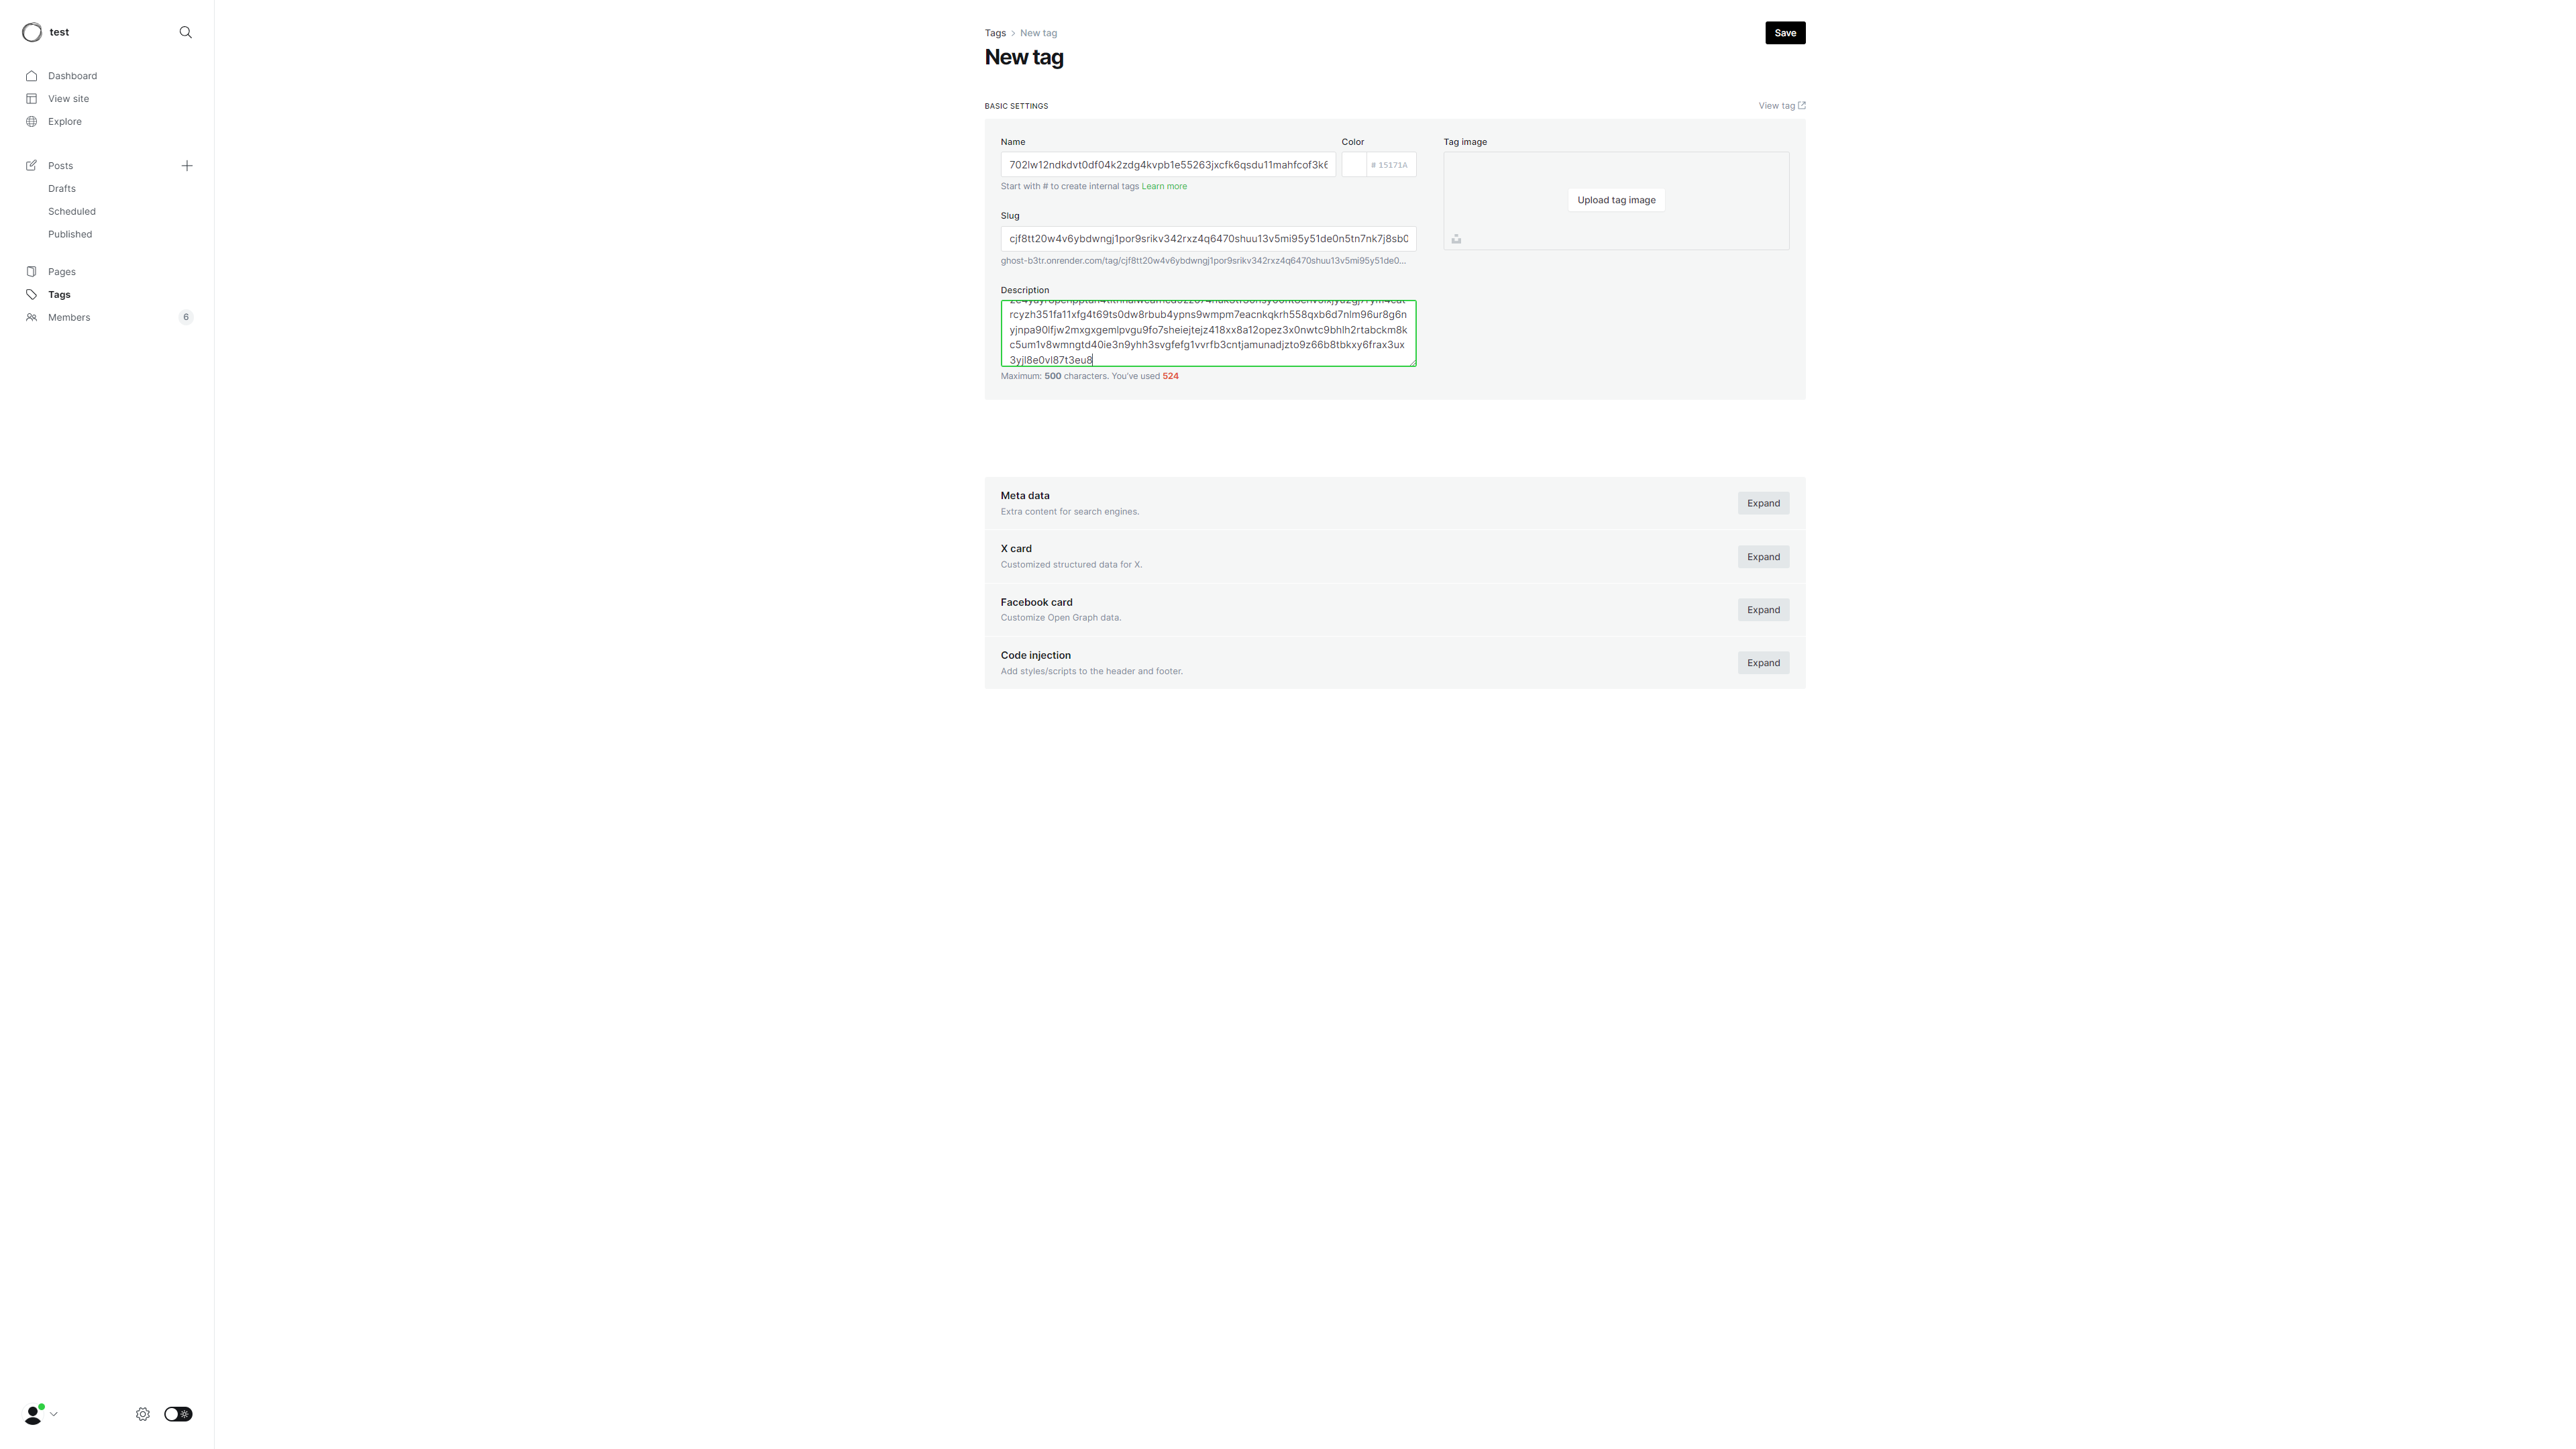 test
Dashboard
View site
Explore
Posts
Drafts
Scheduled
Published
Pages
Tags
Members
6
Tags
New tag
Save
New tag
BASIC SETTINGS
View tag
Name
702lw12ndkdvt0df04k2zdg4kvpb1e55263jxcfk6qsdu11mahfcof3k6
Start with # to create internal tags Learn more
Color
# 15171A
Tag image
Upload tag image
Slug
cjf8tt20w4v6ybdwngj1por9srikv342rxz4q6470shuu13v5mi95y51de0n5tn7nk7j8sb0
ghost-b3tr.onrender.com/tag/cjf8tt20w4v6ybdwngj1por9srikv342rxz4q6470shuu13v5mi95y51de0...
Description
rcyzh351fa11xfg4t69ts0dw8rbub4ypns9wmpm7eacnkqkrh558qxb6d7nlm96ur8g6n
yjnpa90lfjw2mxgxgemlpvgu9fo7sheiejtejz418xx8a12opez3x0nwtc9bhlh2rtabckm8k
c5um1v8wmngtd40ie3n9yhh3svgfefg1vvrfb3cntjamunadjzto9z66b8tbkxy6frax3ux
3yjl8e0vl87t3eu8
Maximum: 500 characters. You've used 524
Meta data
Extra content for search engines.
Expand
X card
Customized structured data for X.
Expand
Facebook card
Customize Open Graph data.
Expand
Code injection
Add styles/scripts to the header and footer.
Expand